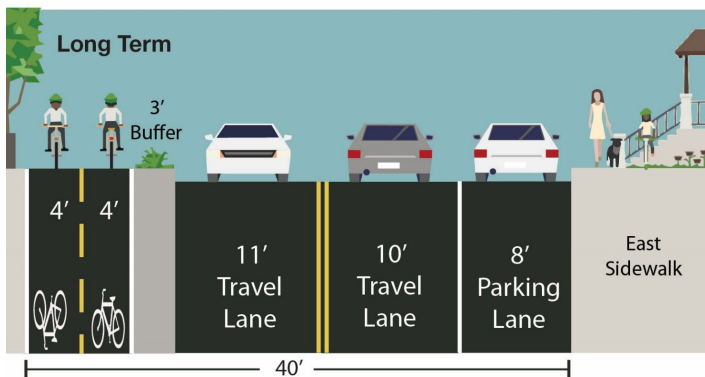 Long Term
3’
Buffer
4’ 4’
11’
Travel
Lane
10’
Travel
Lane
8’
Parking
Lane
East
Sidewalk
40’